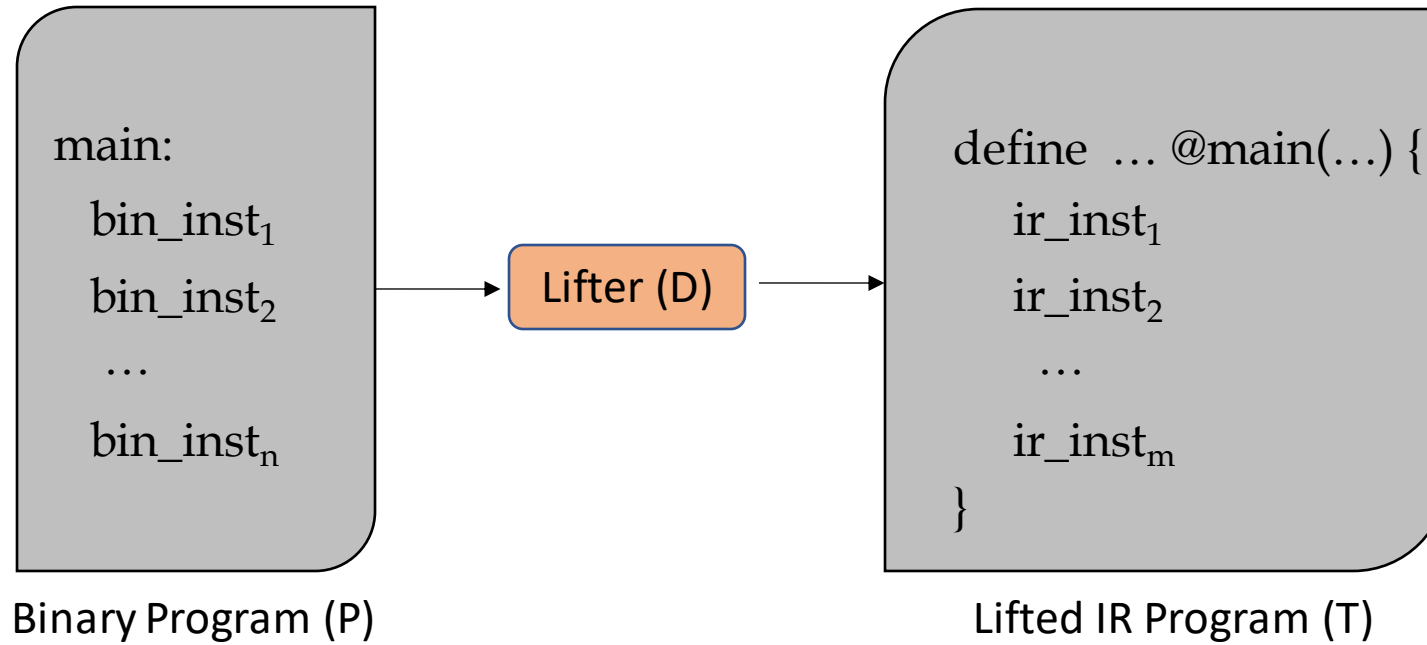 main:
bin_inst₁
bin_inst₂
…
bin_instₙ
Binary Program (P)
Lifter (D)
define … @main(…) {
ir_inst₁
ir_inst₂
…
ir_instₘ
}
Lifted IR Program (T)